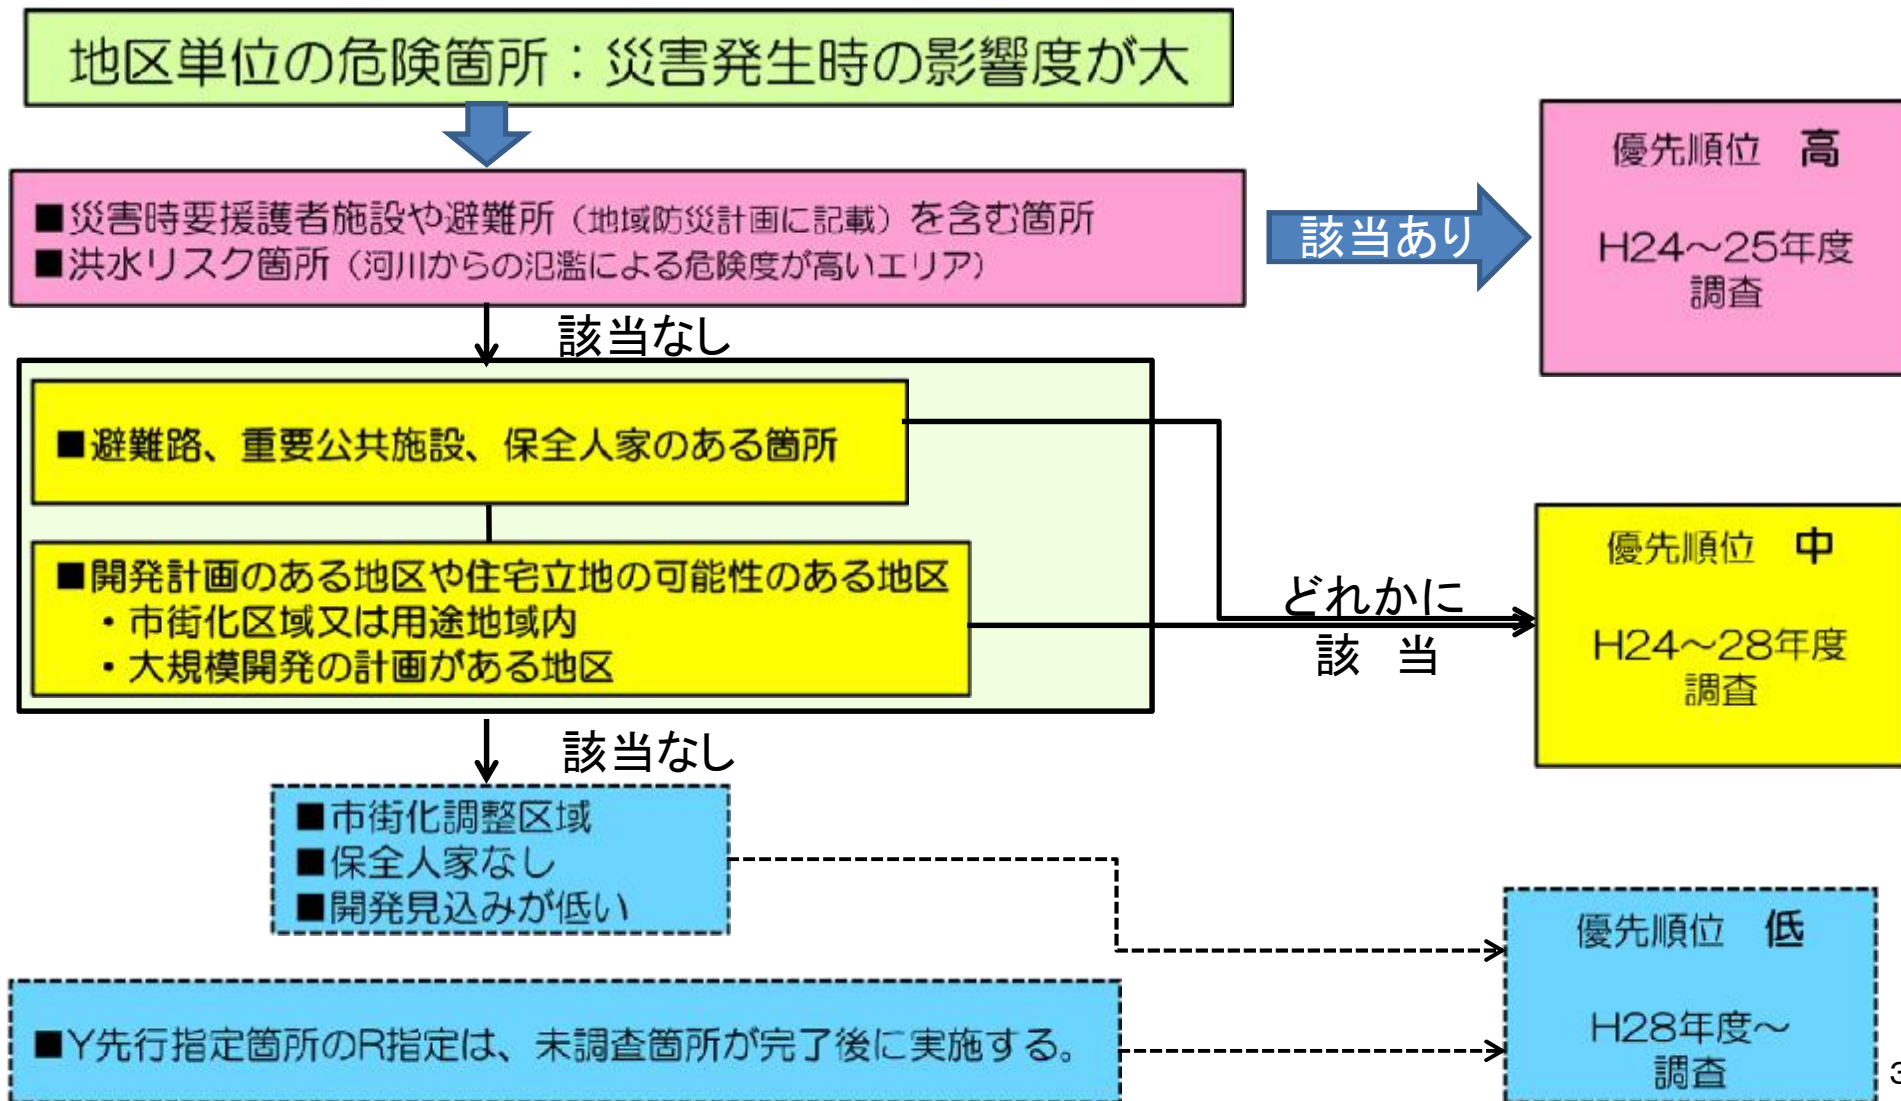 地区単位の危険箇所：災害発生時の影響度が大
■災害時要援護者施設や避難所（地域防災計画に記載）を含む箇所
■洪水リスク箇所（河川からの氾濫による危険度が高いエリア）
該当あり
優先順位　高
H24～25年度
調査
該当なし
■避難路、重要公共施設、保全人家のある箇所
■開発計画のある地区や住宅立地の可能性のある地区
・市街化区域又は用途地域内
・大規模開発の計画がある地区
どれかに
該　当
優先順位　中
H24～28年度
調査
該当なし
■市街化調整区域
■保全人家なし
■開発見込みが低い
■Y先行指定箇所のR指定は、未調査箇所が完了後に実施する。
優先順位　低
H28年度～
調査
3